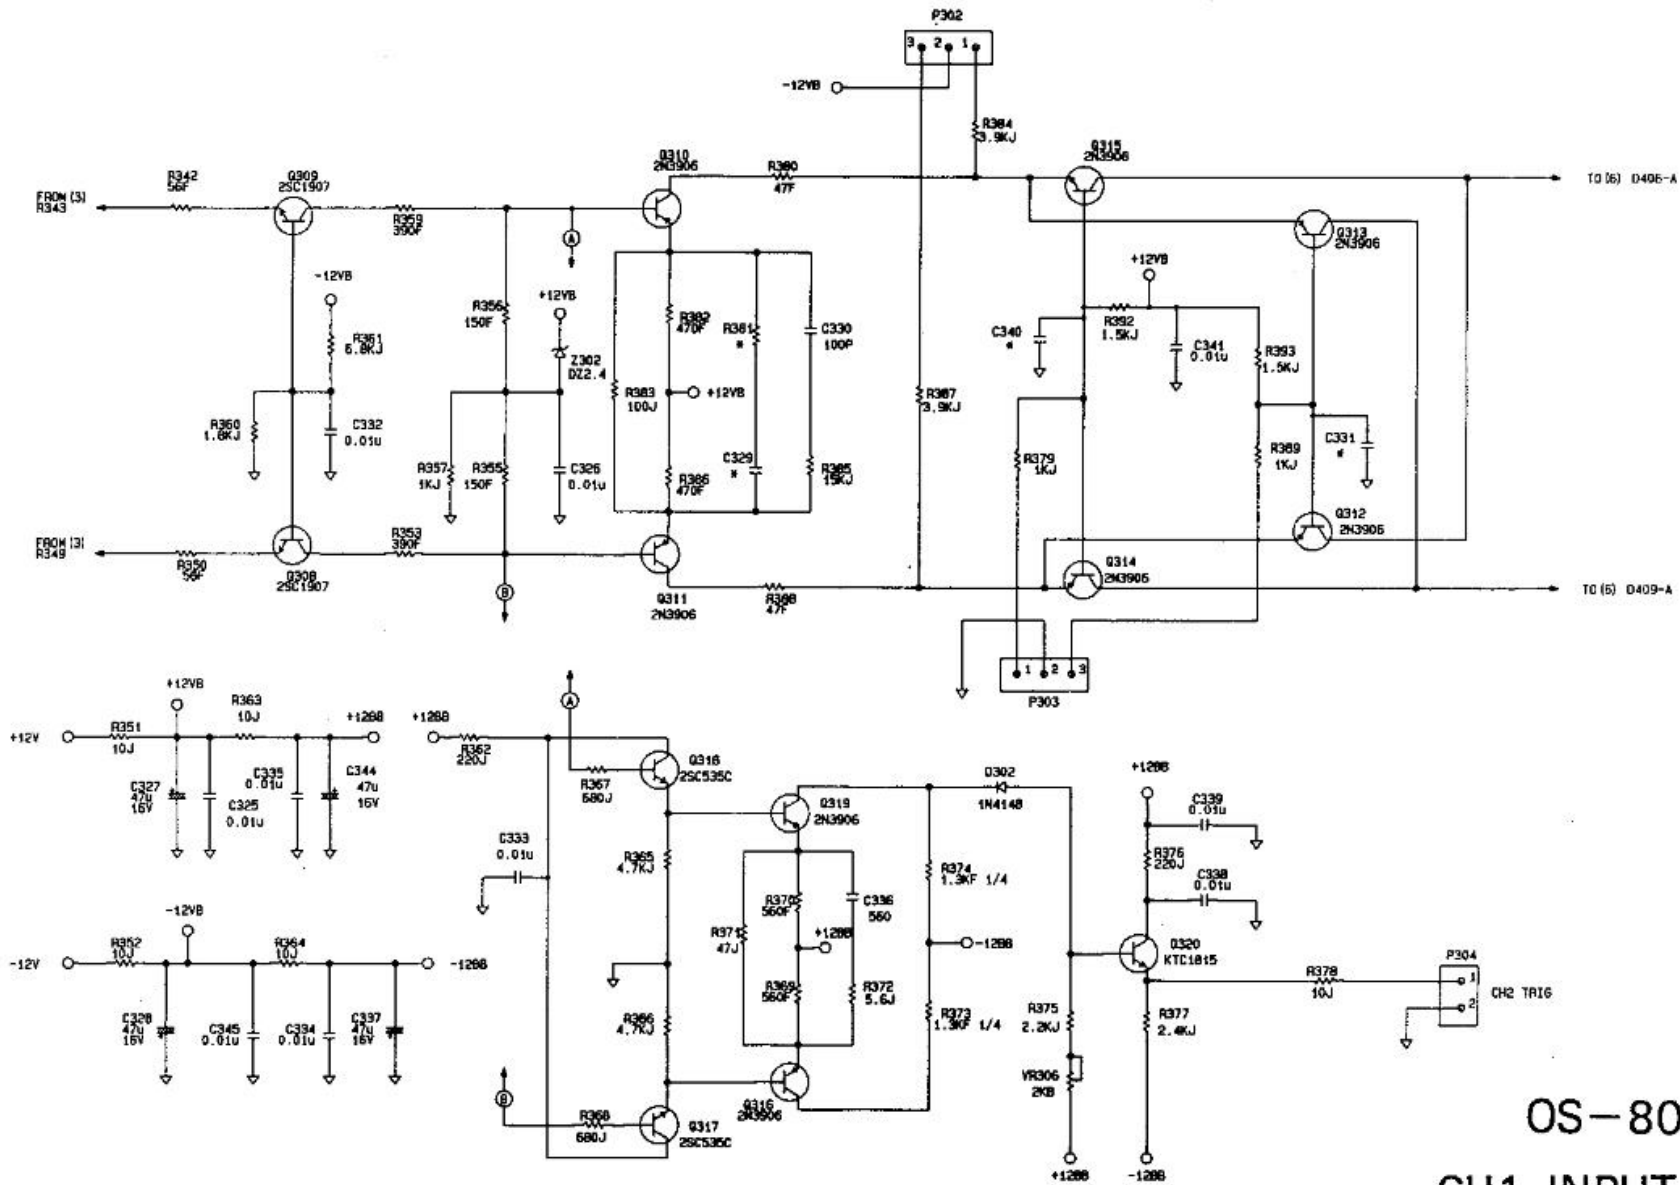 P302
3 2 1
-12VB
R384
3.9KJ
R342
56F
Q309
2SC1907
FROM (3)
R343
R359
390F
Q310
2N3906
R380
47F
Q315
2N3906
TO (6) D406-A
A
*
Q313
2N3906
-12VB
R361
6.8KJ
R356
150F
+12VB
Z302
DZ2.4
R382
470F
R381
*
C330
100P
+12VB
C340
*
R392
1.5KJ
C341
0.01u
R393
1.5KJ
R383
100J
+12VB
R387
3.9KJ
R360
1.8KJ
C332
0.01u
R357
1KJ
R355
150F
C326
0.01u
R386
470F
C329
*
R385
15KJ
R379
1KJ
R389
1KJ
C331
*
Q312
2N3906
FROM (3)
R349
R350
56F
Q308
2SC1907
R353
390F
B
Q311
2N3906
R388
47F
Q314
2N3906
TO (6) D409-A
1 2 3
P303
+12V
R351
10J
+12VB
R363
10J
+12BB
C327
47u
16V
C325
0.01u
C335
0.01u
C344
47u
16V
+12BB
R362
220J
A
R367
680J
Q318
2SC535C
Q319
2N3906
D302
1N4148
+12BB
C339
0.01u
R376
220J
C338
0.01u
C333
0.01u
R365
4.7KJ
R374
1.3KF 1/4
R370
560F
C336
560
R371
47J
+12BB
-12BB
Q320
KTC1815
-12VB
R352
10J
-12V
R364
10J
-12BB
C328
47u
16V
C345
0.01u
C334
0.01u
C337
47u
16V
R366
4.7KJ
R369
560F
R372
5.6J
R373
1.3KF 1/4
R375
2.2KJ
R377
2.4KJ
R378
10J
P304
1
2
CH2 TRIG
VR306
2KB
B
R368
680J
Q317
2SC535C
Q316
2N3906
+12BB
-12BB
OS-80
CH1 INPUT